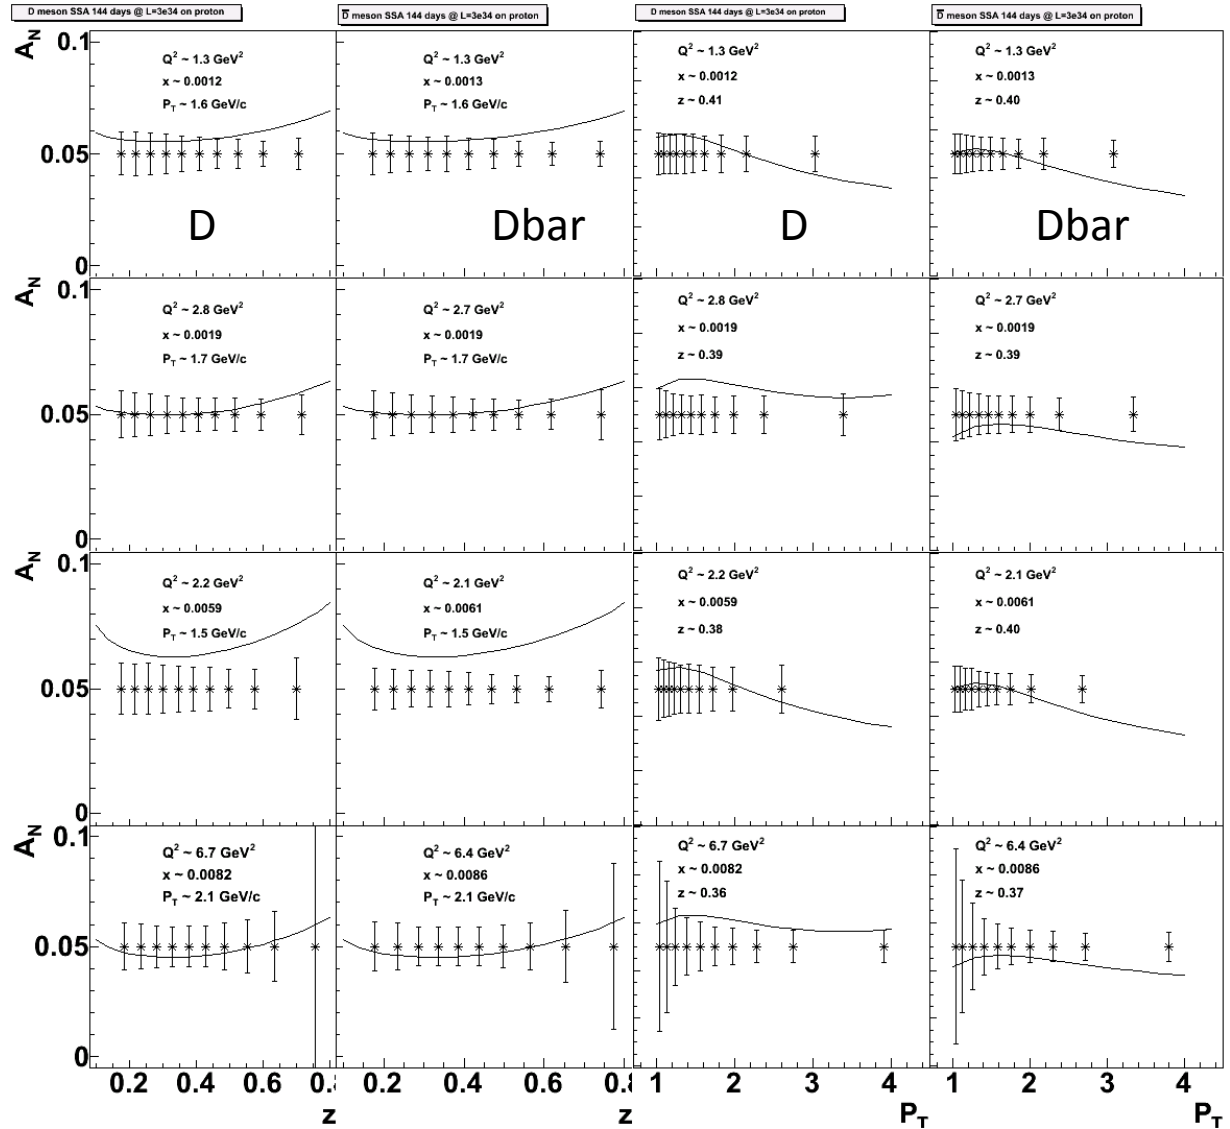 D meson SSA 144 days @ L=3e34 on proton
D̅ meson SSA 144 days @ L=3e34 on proton
D meson SSA 144 days @ L=3e34 on proton
D̅ meson SSA 144 days @ L=3e34 on proton
A_N
0.1
0.05
0
Q² ~ 1.3 GeV²
x ~ 0.0012
P_T ~ 1.6 GeV/c
D
Q² ~ 1.3 GeV²
x ~ 0.0013
P_T ~ 1.6 GeV/c
Dbar
Q² ~ 1.3 GeV²
x ~ 0.0012
z ~ 0.41
D
Q² ~ 1.3 GeV²
x ~ 0.0013
z ~ 0.40
Dbar
A_N
0.1
0.05
0
Q² ~ 2.8 GeV²
x ~ 0.0019
P_T ~ 1.7 GeV/c
Q² ~ 2.7 GeV²
x ~ 0.0019
P_T ~ 1.7 GeV/c
Q² ~ 2.8 GeV²
x ~ 0.0019
z ~ 0.39
Q² ~ 2.7 GeV²
x ~ 0.0019
z ~ 0.39
A_N
0.1
0.05
0
Q² ~ 2.2 GeV²
x ~ 0.0059
P_T ~ 1.5 GeV/c
Q² ~ 2.1 GeV²
x ~ 0.0061
P_T ~ 1.5 GeV/c
Q² ~ 2.2 GeV²
x ~ 0.0059
z ~ 0.38
Q² ~ 2.1 GeV²
x ~ 0.0061
z ~ 0.40
A_N
0.1
0.05
0
Q² ~ 6.7 GeV²
x ~ 0.0082
P_T ~ 2.1 GeV/c
Q² ~ 6.4 GeV²
x ~ 0.0086
P_T ~ 2.1 GeV/c
Q² ~ 6.7 GeV²
x ~ 0.0082
z ~ 0.36
Q² ~ 6.4 GeV²
x ~ 0.0086
z ~ 0.37
0.2 0.4 0.6
z
0.2 0.4 0.6
z
1 2 3 4
P_T
1 2 3 4
P_T